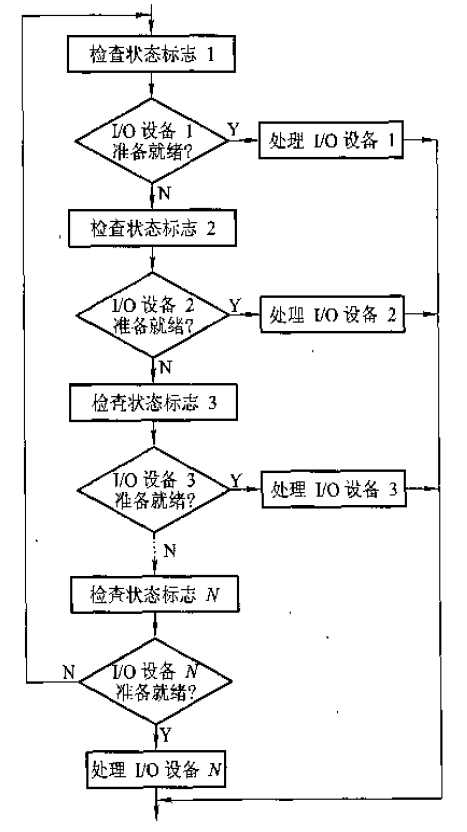 检查状态标志 1
I/O 设备 1
准备就绪?
Y
处理 I/O 设备 1
N
检查状态标志 2
I/O 设备 2
准备就绪?
Y
处理 I/O 设备 2
N
检查状态标志 3
I/O 设备 3
准备就绪?
Y
处理 I/O 设备 3
N
检查状态标志 N
N
I/O 设备 N
准备就绪?
Y
处理 I/O 设备 N